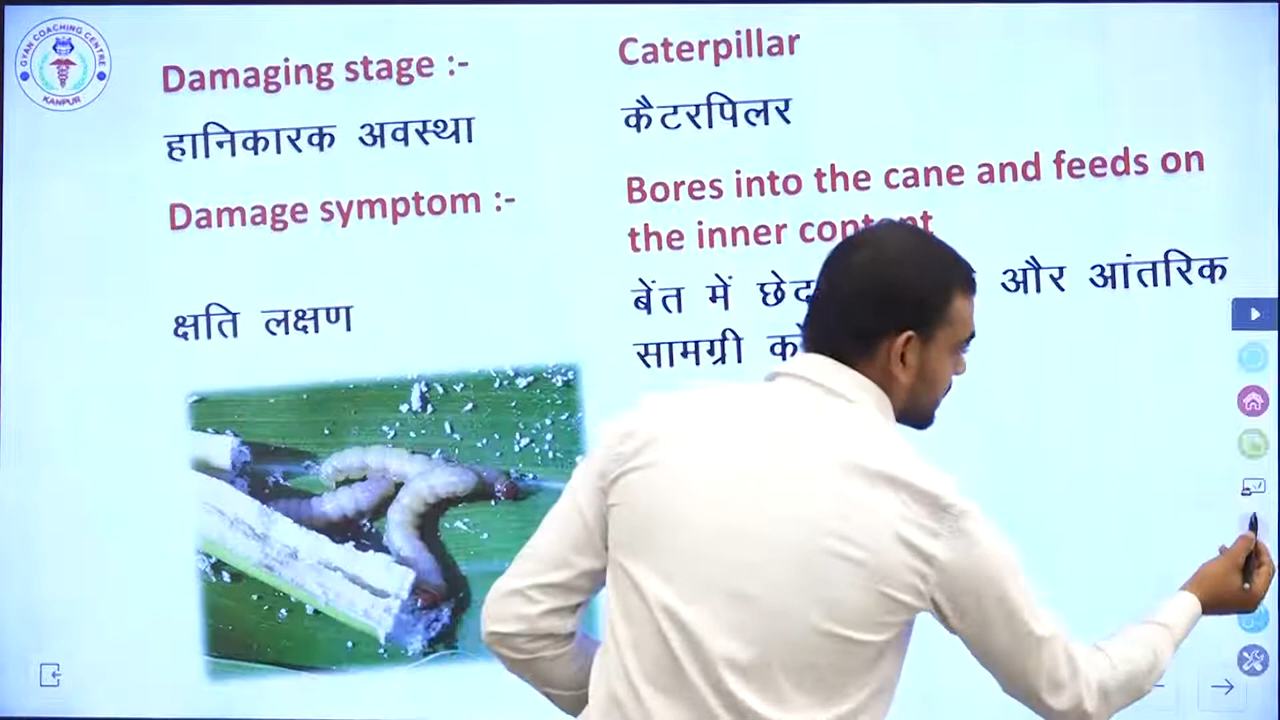 GYAN COACHING CENTRE
KANPUR
Damaging stage :-
Caterpillar
हानिकारक अवस्था
कैटरपिलर
Damage symptom :-
Bores into the cane and feeds on
the inner content
क्षति लक्षण
बेंत में छेद और आंतरिक
सामग्री को